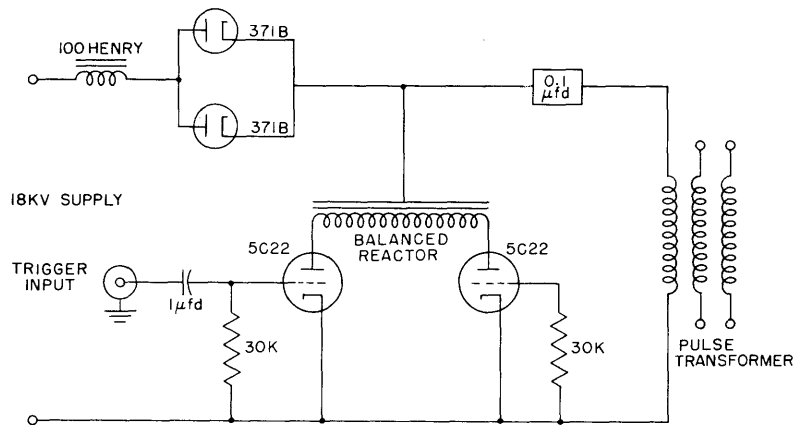 100 HENRY
371B
371B
0.1
μfd
18KV SUPPLY
5C22
BALANCED
REACTOR
5C22
TRIGGER
INPUT
1μfd
30K
30K
PULSE
TRANSFORMER